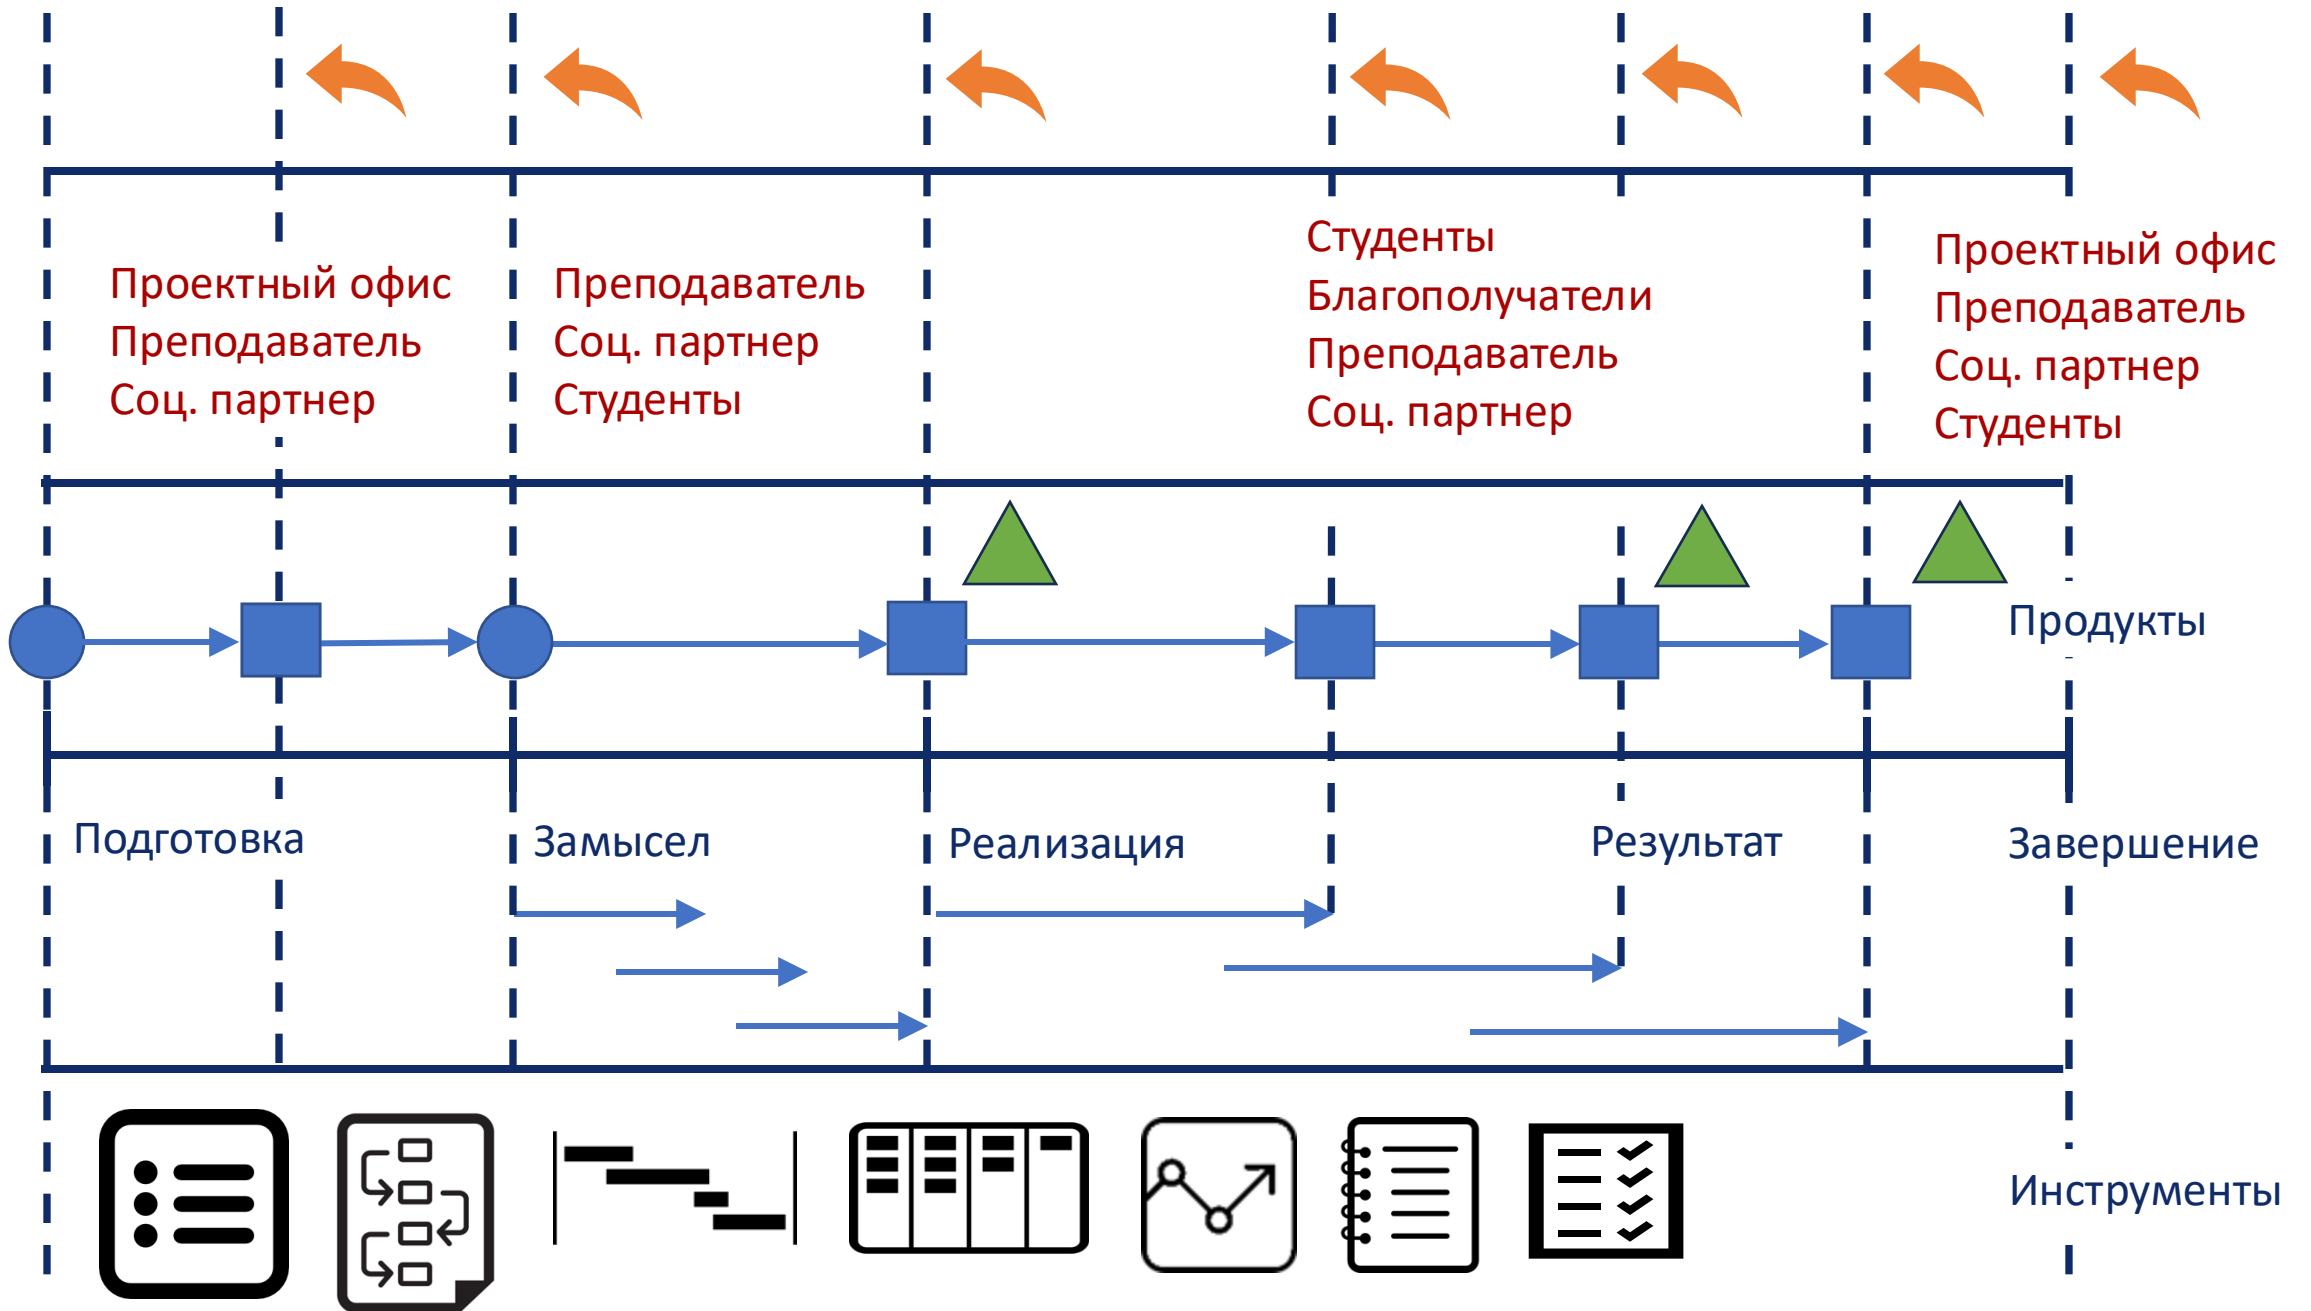 Проектный офис
Преподаватель
Соц. партнер
Преподаватель
Соц. партнер
Студенты
Студенты
Благополучатели
Преподаватель
Соц. партнер
Проектный офис
Преподаватель
Соц. партнер
Студенты
Продукты
Подготовка
Замысел
Реализация
Результат
Завершение
Инструменты